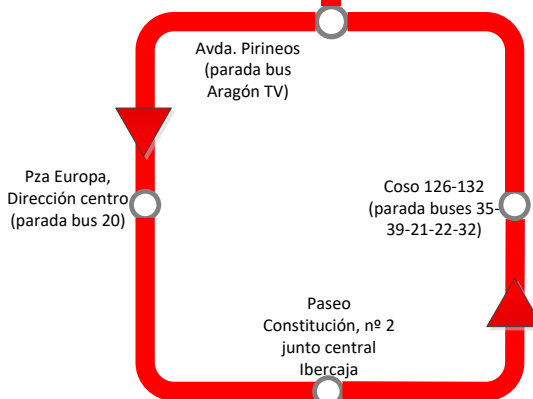 Avda. Pirineos
(parada bus
Aragón TV)
Pza Europa,
Dirección centro
(parada bus 20)
Coso 126-132
(parada buses 35-
39-21-22-32)
Paseo
Constitución, nº 2
junto central
Ibercaja